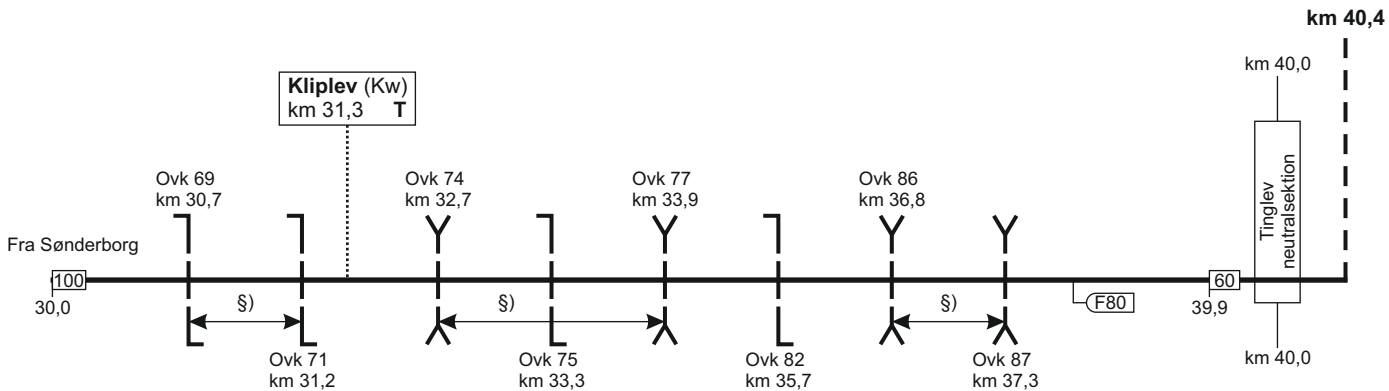 km 40,4
km 40,0
Kliplev (Kw)
km 31,3 T
Ovk 69
km 30,7
Ovk 74
km 32,7
Ovk 77
km 33,9
Ovk 86
km 36,8
Tinglev
neutralsektion
Fra Sønderborg
100
60
30,0
§)
§)
§)
F80
39,9
Ovk 71
km 31,2
Ovk 75
km 33,3
Ovk 82
km 35,7
Ovk 87
km 37,3
km 40,0